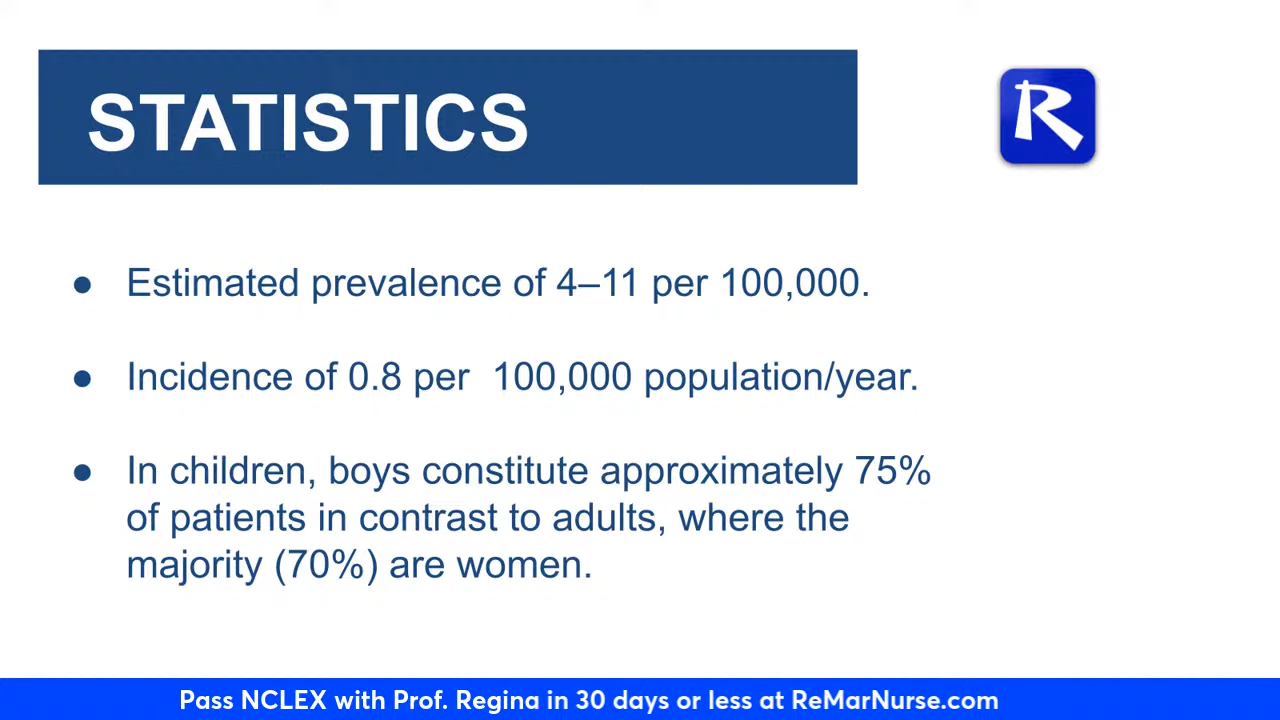 STATISTICS
R
● Estimated prevalence of 4–11 per 100,000.
● Incidence of 0.8 per  100,000 population/year.
● In children, boys constitute approximately 75%
of patients in contrast to adults, where the
majority (70%) are women.
Pass NCLEX with Prof. Regina in 30 days or less at ReMarNurse.com